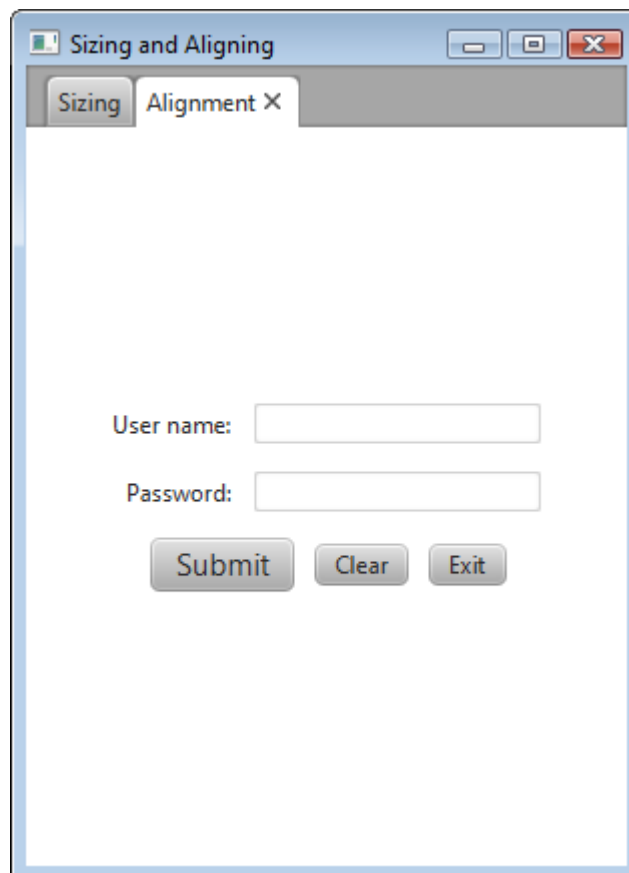 Sizing and Aligning
Sizing Alignment
User name:
Password:
Submit Clear Exit